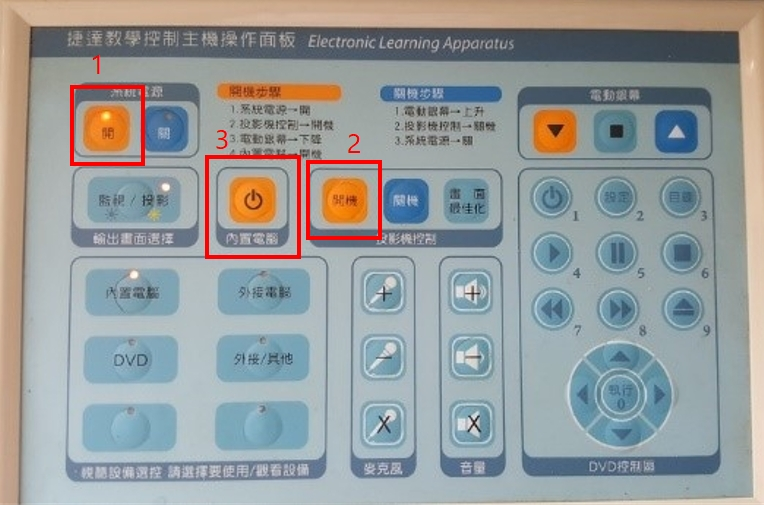 捷達教學控制主機操作面板 Electronic Learning Apparatus
1
系統電源
開
關
開機步驟
1.系統電源→開
2.投影機控制→開機
3.電動銀幕→下降
4.內置電腦→開機
關機步驟
1.電動銀幕→上升
2.投影機控制→關機
3.系統電源→關
電動銀幕
監視/投影
輸出畫面選擇
3
內置電腦
2
開機
關機
畫面
最佳化
投影機控制
1
設定
2
目錄
3
4
5
6
7
8
9
執行
0
DVD控制區
內置電腦
外接電腦
DVD
外接/其他
視聽設備選控 請選擇要使用/觀看設備
+
-
X
麥克風
+
-
X
音量